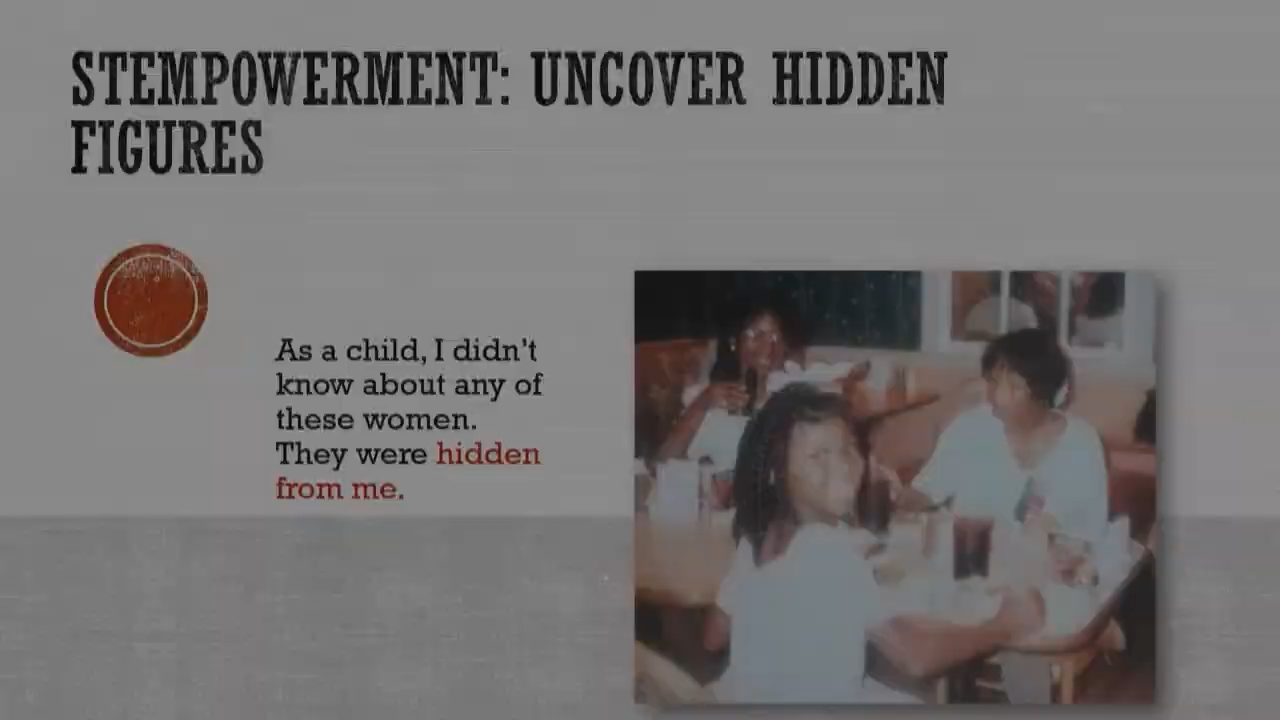 STEMPOWERMENT: UNCOVER HIDDEN
FIGURES
As a child, I didn't
know about any of
these women.
They were hidden
from me.